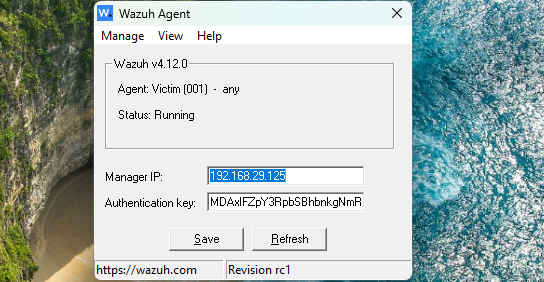 W. Wazuh Agent
Manage View Help
Wazuh v4.12.0
Agent: Victim (001) - any
Status: Running
Manager IP: 192.168.29.125
Authentication key: MDAxIFZpY3RpbSBhbnkgNmR
Save Refresh
https://wazuh.com Revision rc1